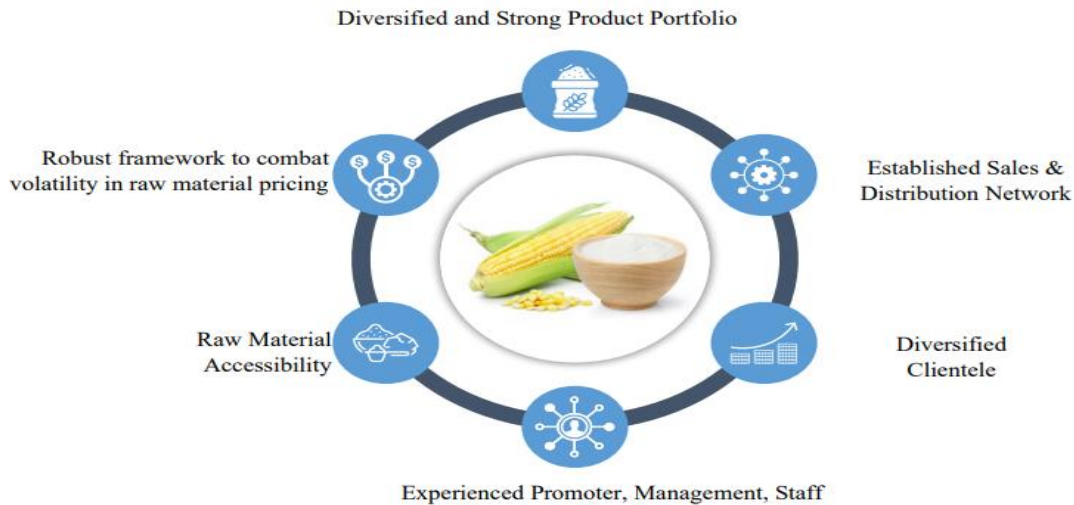 Diversified and Strong Product Portfolio
Robust framework to combat
volatility in raw material pricing
Established Sales &
Distribution Network
Raw Material
Accessibility
Diversified
Clientele
Experienced Promoter, Management, Staff